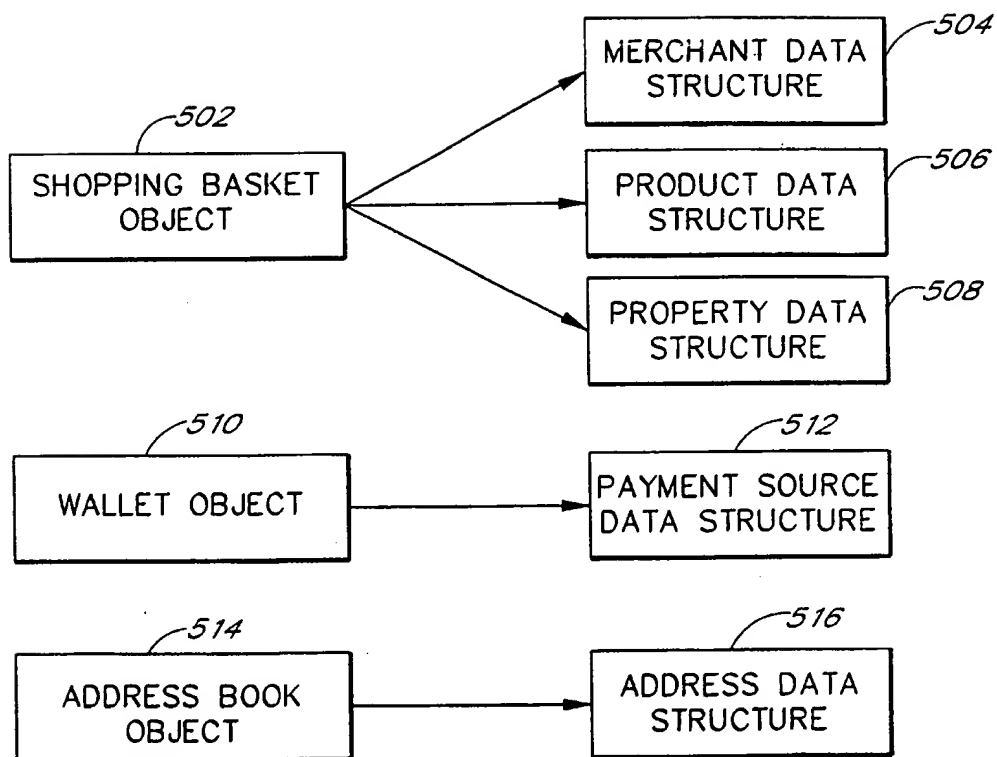 504
MERCHANT DATA
STRUCTURE
502
SHOPPING BASKET
OBJECT
506
PRODUCT DATA
STRUCTURE
508
PROPERTY DATA
STRUCTURE
510
WALLET OBJECT
512
PAYMENT SOURCE
DATA STRUCTURE
514
ADDRESS BOOK
OBJECT
516
ADDRESS DATA
STRUCTURE